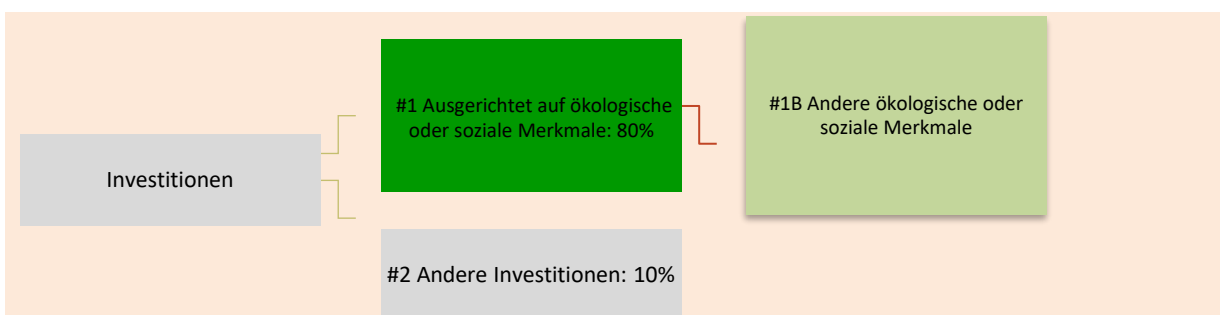 #1 Ausgerichtet auf ökologische
oder soziale Merkmale: 80%
#1B Andere ökologische oder
soziale Merkmale
Investitionen
#2 Andere Investitionen: 10%